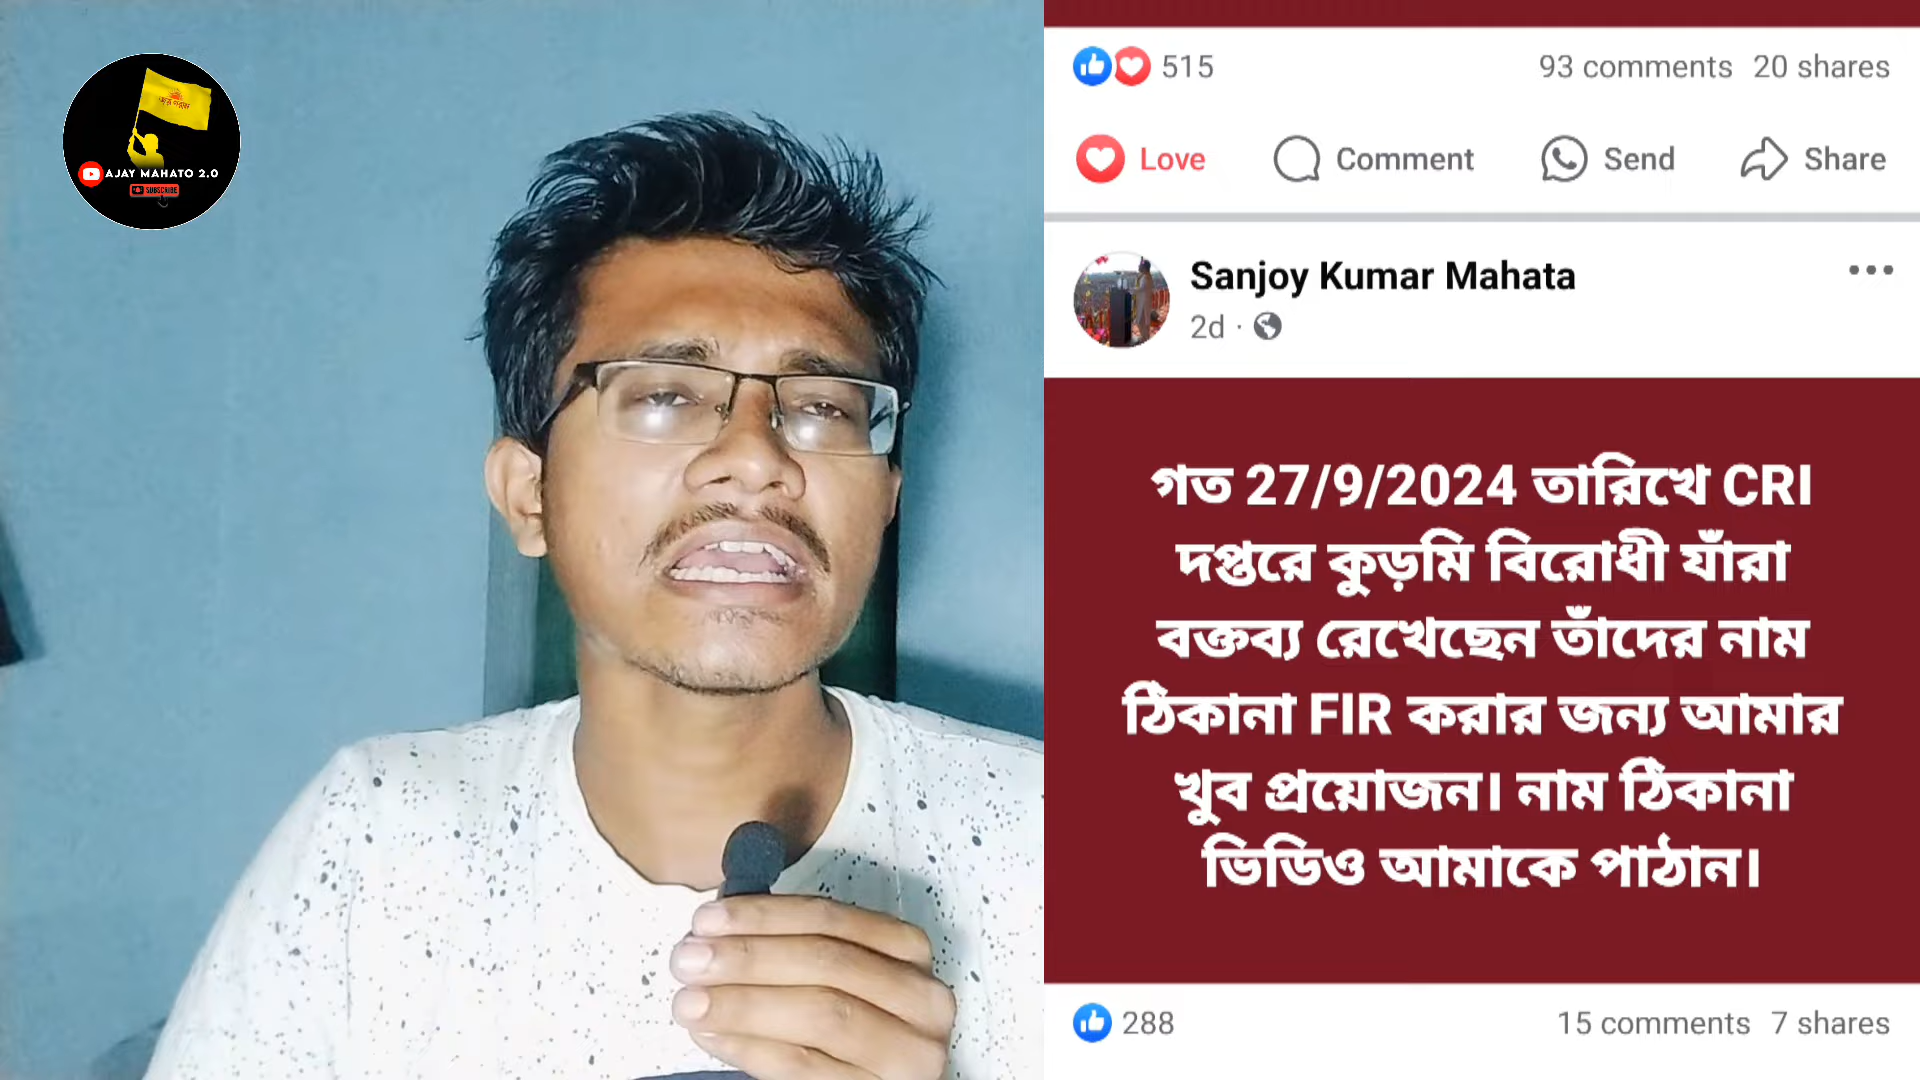 AJAY MAHATO 2.0
SUBSCRIBE
515
93 comments 20 shares
Love Comment Send Share
Sanjoy Kumar Mahata
2d
গত 27/9/2024 তারিখে CRI
দপ্তরে কুড়মি বিরোধী যাঁরা
বক্তব্য রেখেছেন তাঁদের নাম
ঠিকানা FIR করার জন্য আমার
খুব প্রয়োজন। নাম ঠিকানা
ভিডিও আমাকে পাঠান।
288
15 comments 7 shares